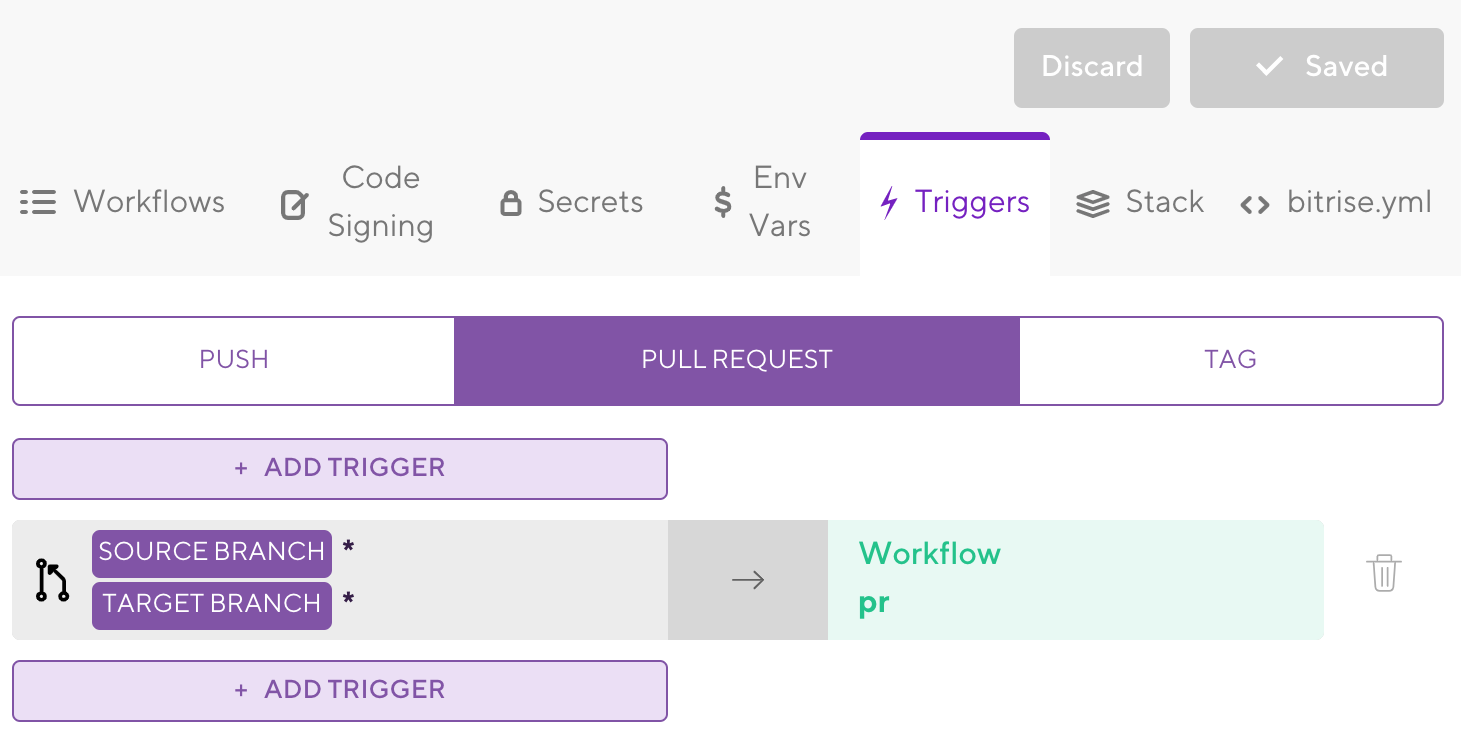 Discard
Saved
Workflows
Code
Signing
Secrets
Env
Vars
Triggers
Stack
bitrise.yml
PUSH
PULL REQUEST
TAG
+ ADD TRIGGER
SOURCE BRANCH *
TARGET BRANCH *
Workflow
pr
+ ADD TRIGGER